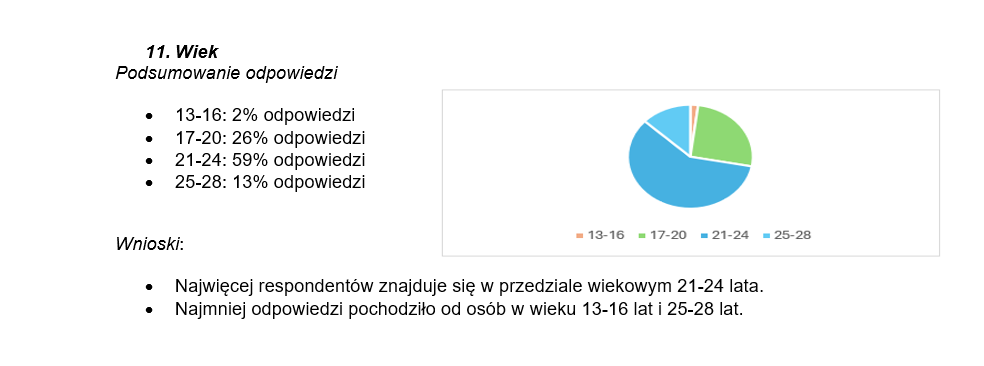 11. Wiek
Podsumowanie odpowiedzi
• 13-16: 2% odpowiedzi
• 17-20: 26% odpowiedzi
• 21-24: 59% odpowiedzi
• 25-28: 13% odpowiedzi
13-16 17-20 21-24 25-28
Wnioski:
• Najwięcej respondentów znajduje się w przedziale wiekowym 21-24 lata.
• Najmniej odpowiedzi pochodziło od osób w wieku 13-16 lat i 25-28 lat.